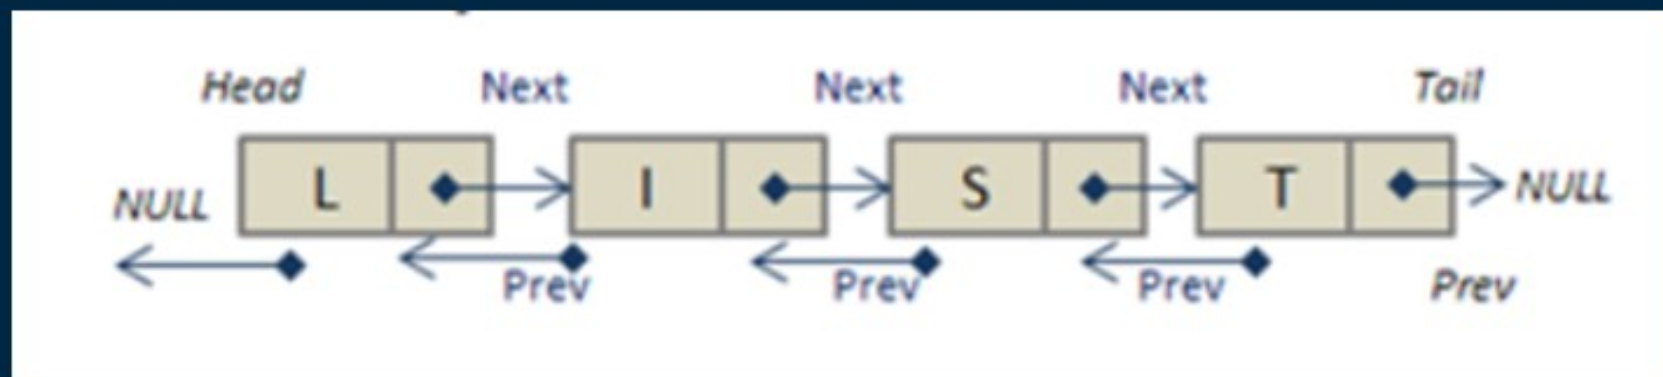 Head Next Next Next Tail
NULL L I S T NULL
Prev Prev Prev Prev